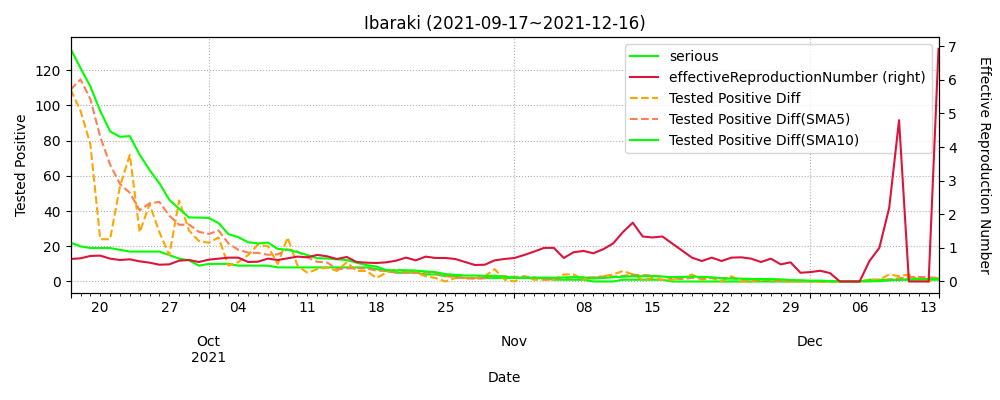 Ibaraki (2021-09-17~2021-12-16)
serious
effectiveReproductionNumber (right)
Tested Positive Diff
Tested Positive Diff(SMA5)
Tested Positive Diff(SMA10)
Tested Positive
120
100
80
60
40
20
0
Effective Reproduction Number
7
6
5
4
3
2
1
0
20 27 04 11 18 25 08 15 22 29 06 13
Oct Nov Dec
2021
Date